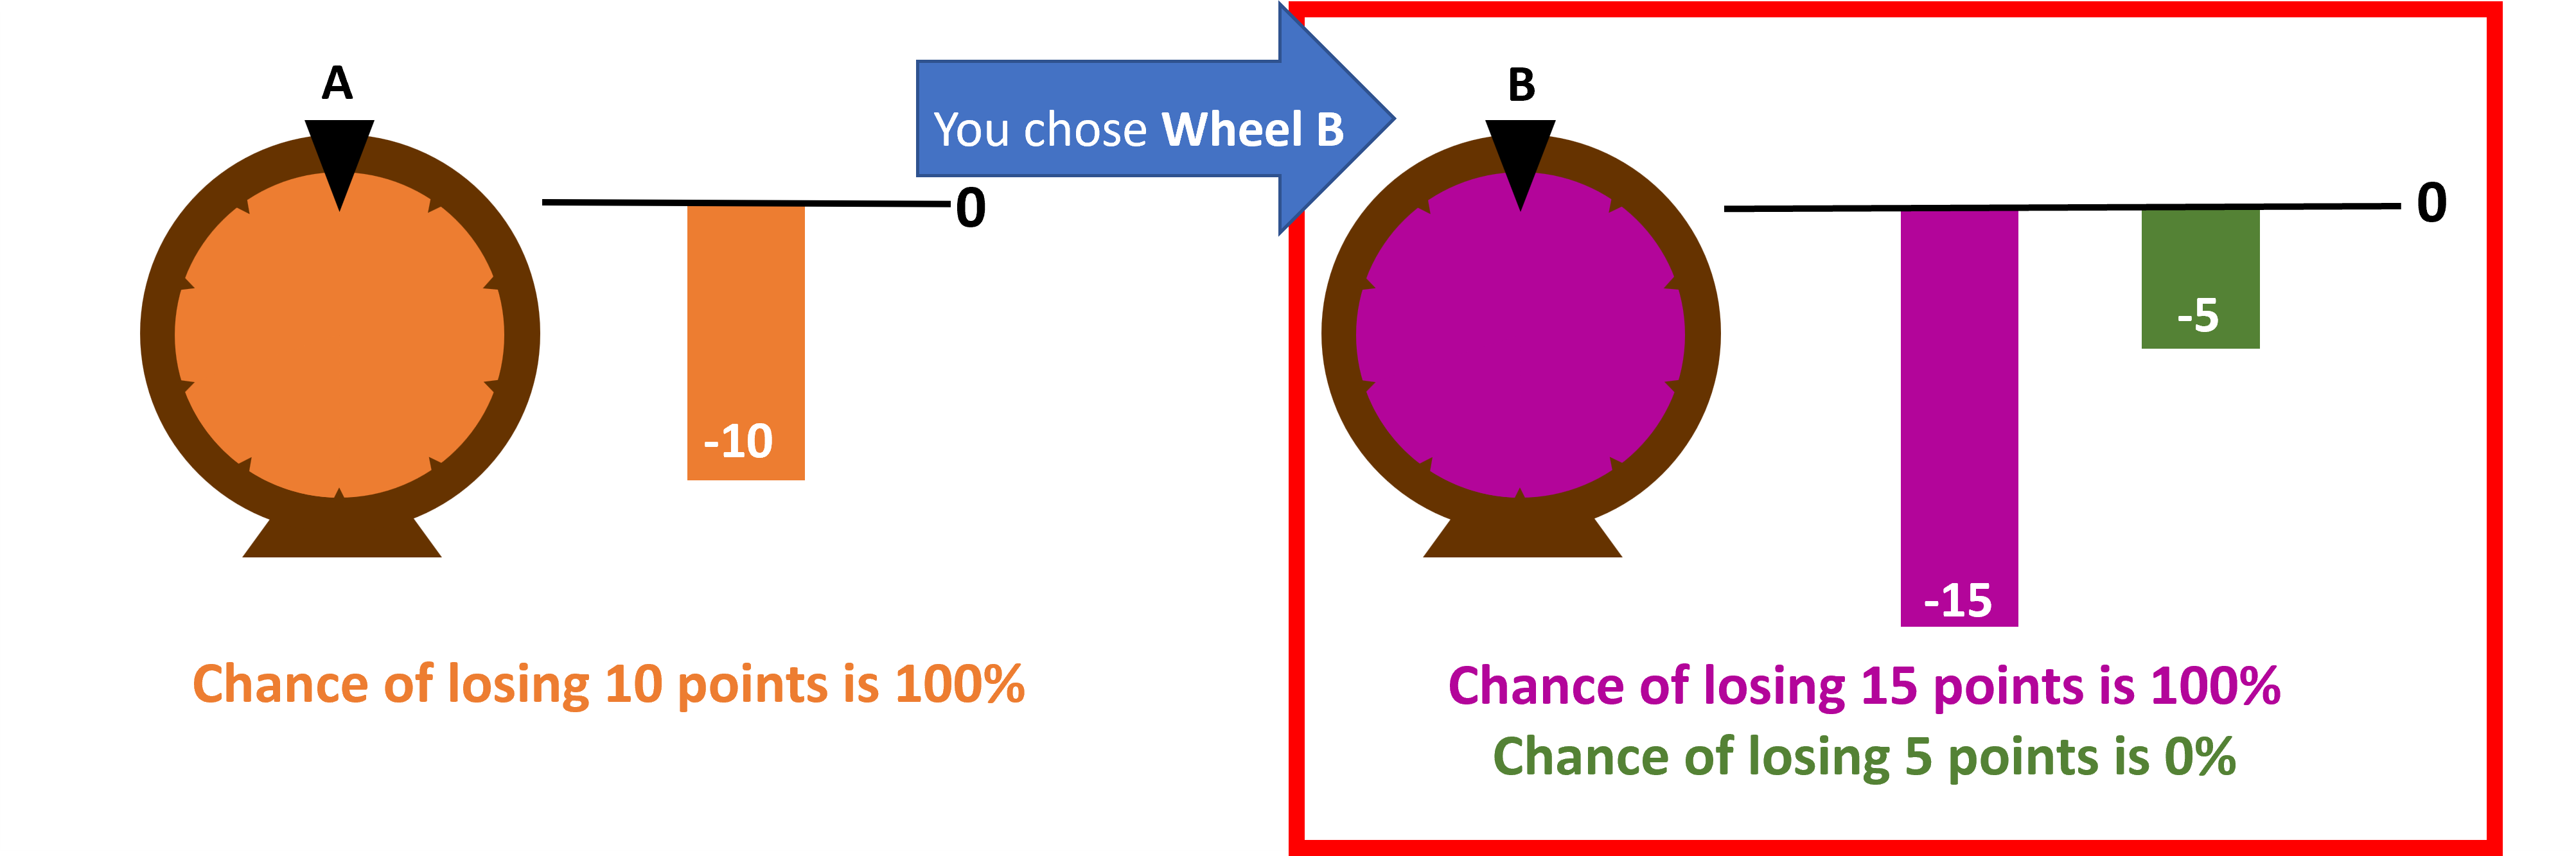 A
0
-10
Chance of losing 10 points is 100%
You chose Wheel B
B
0
-15
-5
Chance of losing 15 points is 100%
Chance of losing 5 points is 0%